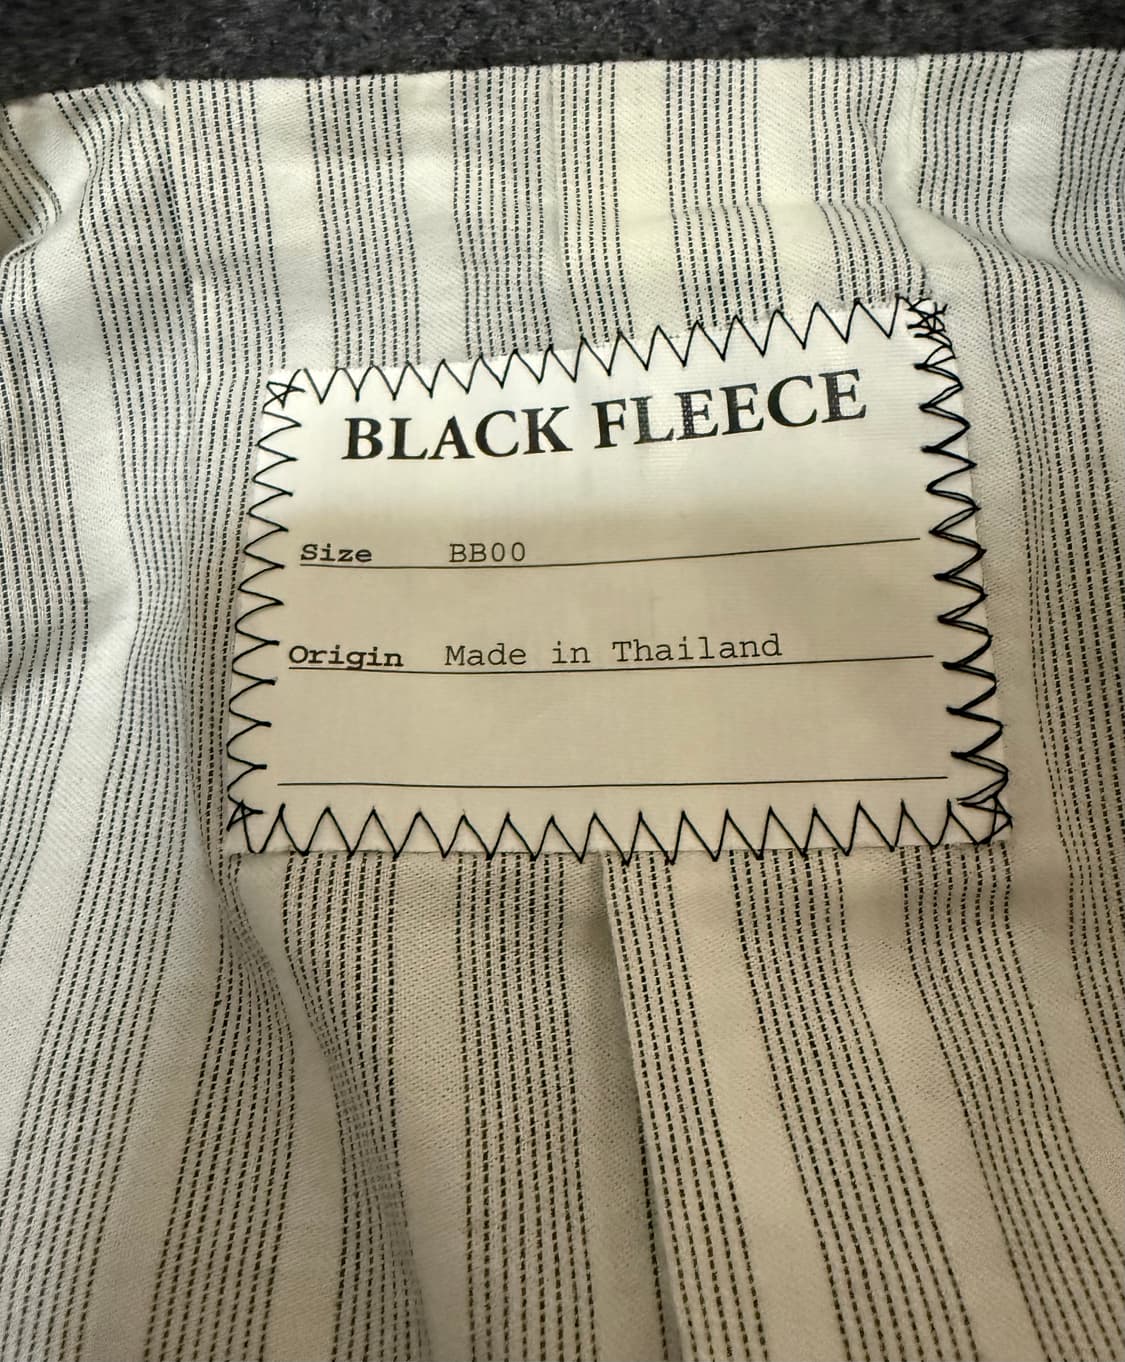 BLACK FLEECE
Size BB00
Origin Made in Thailand